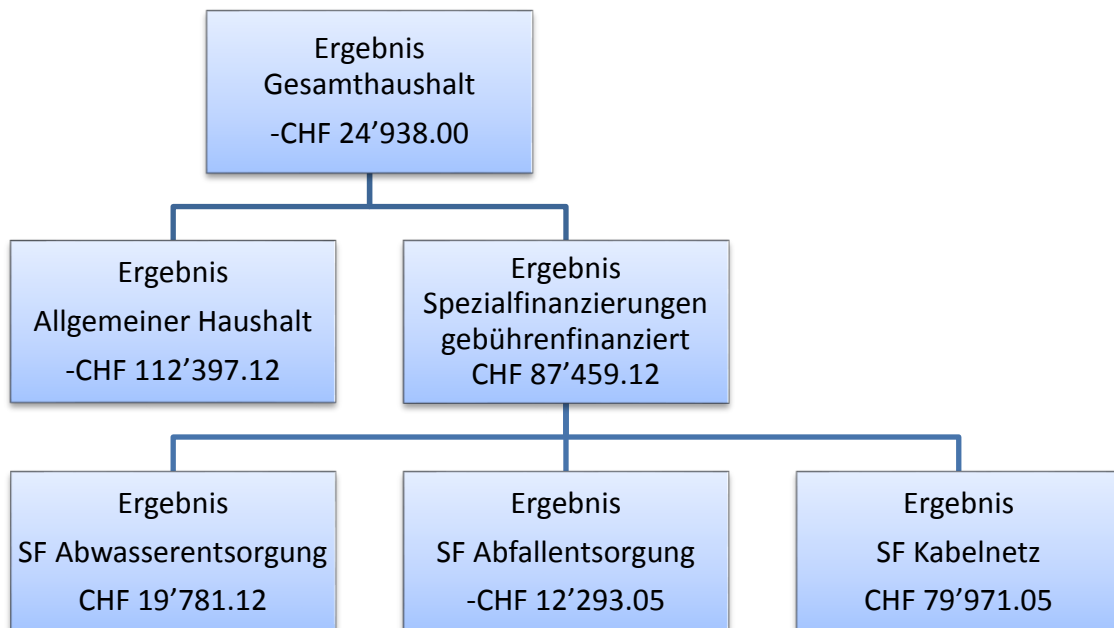 Ergebnis
Gesamthaushalt
-CHF 24’938.00
Ergebnis
Allgemeiner Haushalt
-CHF 112’397.12
Ergebnis
Spezialfinanzierungen
gebührenfinanziert
CHF 87’459.12
Ergebnis
SF Abwasserentsorgung
CHF 19’781.12
Ergebnis
SF Abfallentsorgung
-CHF 12’293.05
Ergebnis
SF Kabelnetz
CHF 79’971.05